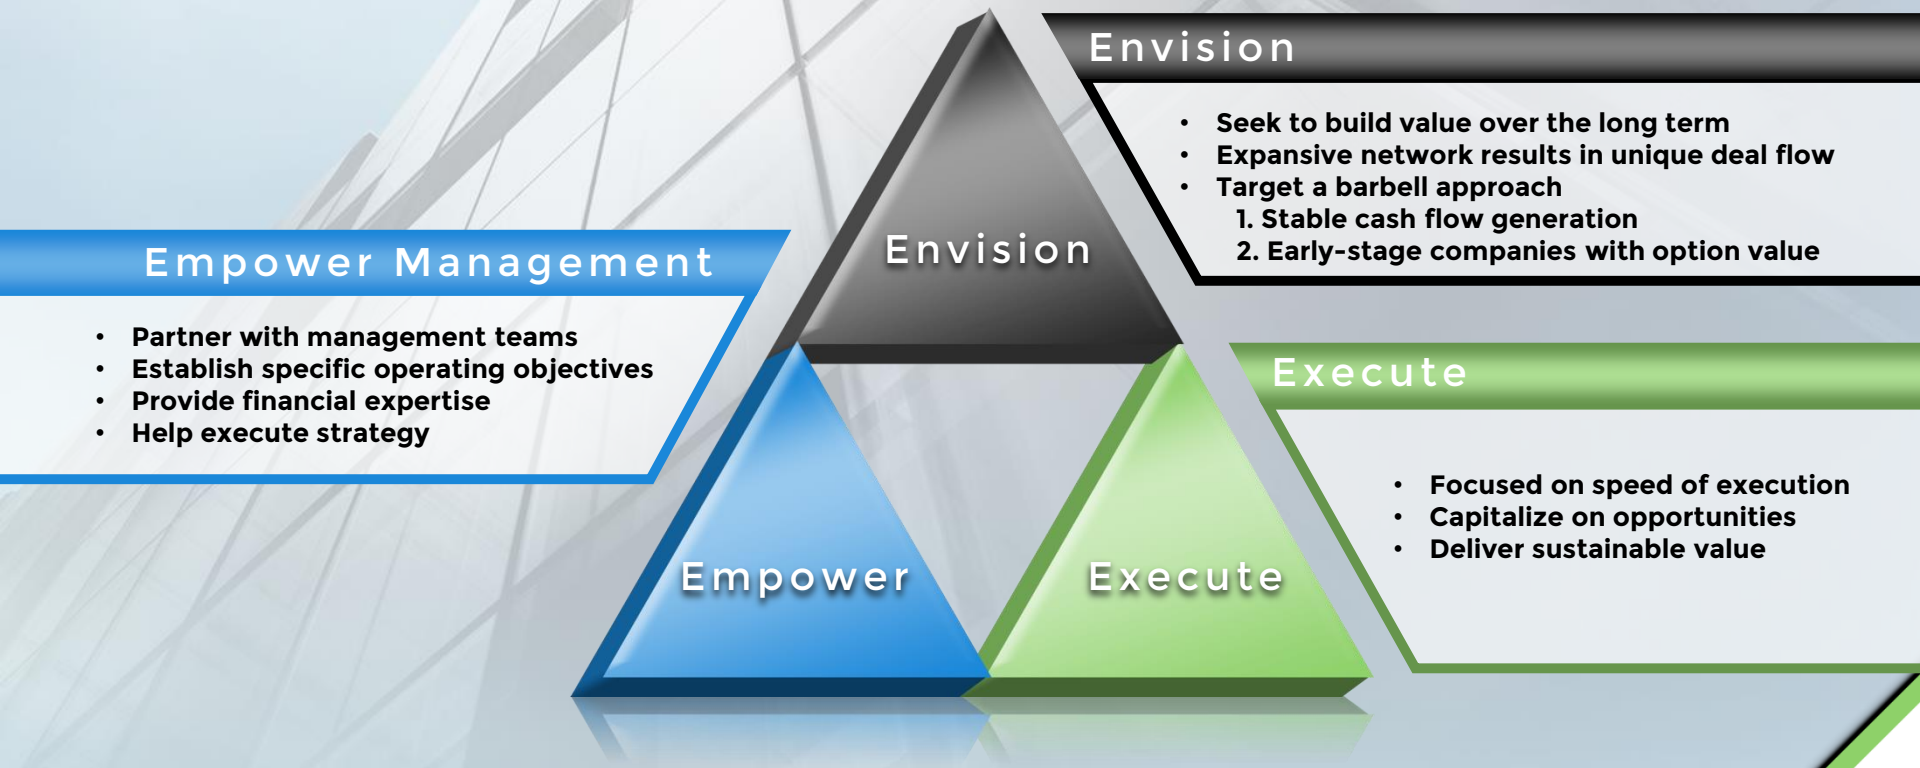 Envision
• Seek to build value over the long term
• Expansive network results in unique deal flow
• Target a barbell approach
1. Stable cash flow generation
2. Early-stage companies with option value
Envision
Empower Management
• Partner with management teams
• Establish specific operating objectives
• Provide financial expertise
• Help execute strategy
Execute
• Focused on speed of execution
• Capitalize on opportunities
• Deliver sustainable value
Empower
Execute